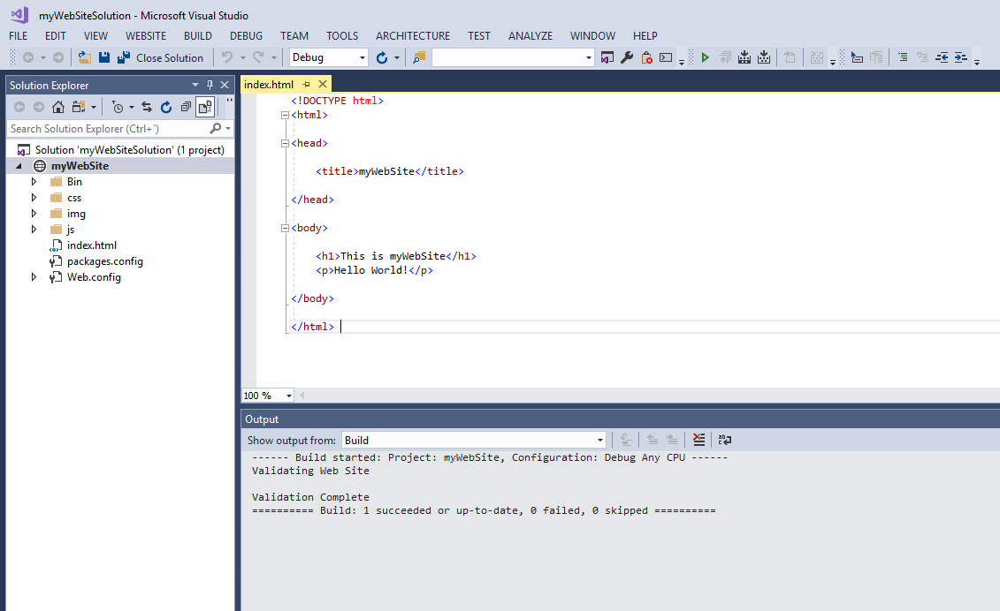 myWebSiteSolution - Microsoft Visual Studio
FILE EDIT VIEW WEBSITE BUILD DEBUG TEAM TOOLS ARCHITECTURE TEST ANALYZE WINDOW HELP
Close Solution Debug
Solution Explorer
Search Solution Explorer (Ctrl+`)
Solution 'myWebSiteSolution' (1 project)
myWebSite
Bin
css
img
js
index.html
packages.config
Web.config
index.html
<!DOCTYPE html>
<html>
<head>
<title>myWebSite</title>
</head>
<body>
<h1>This is myWebSite</h1>
<p>Hello World!</p>
</body>
</html>
100 %
Output
Show output from: Build
------ Build started: Project: myWebSite, Configuration: Debug Any CPU ------
Validating Web Site
Validation Complete
========== Build: 1 succeeded or up-to-date, 0 failed, 0 skipped ==========